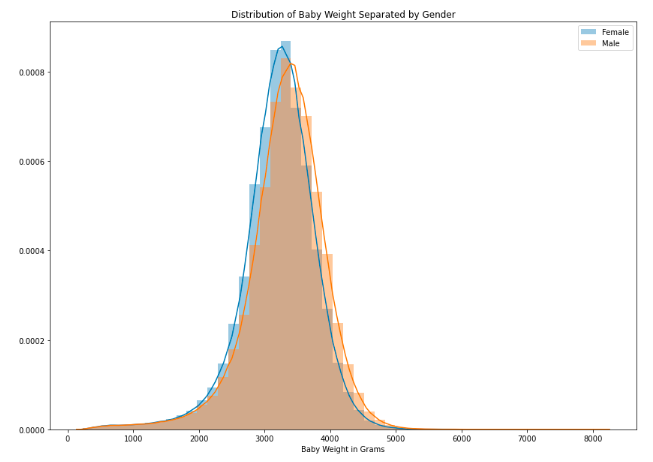 Distribution of Baby Weight Separated by Gender
Female
Male
0.0008
0.0006
0.0004
0.0002
0.0000
0 1000 2000 3000 4000 5000 6000 7000 8000
Baby Weight in Grams